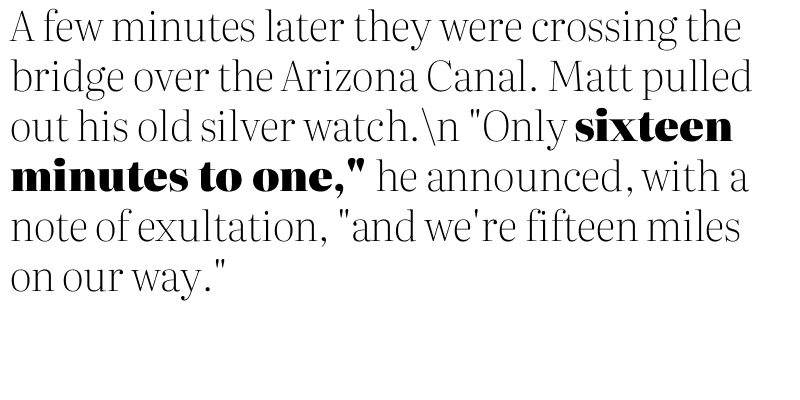 A few minutes later they were crossing the
bridge over the Arizona Canal. Matt pulled
out his old silver watch.\n "Only sixteen
minutes to one," he announced, with a
note of exultation, "and we're fifteen miles
on our way."